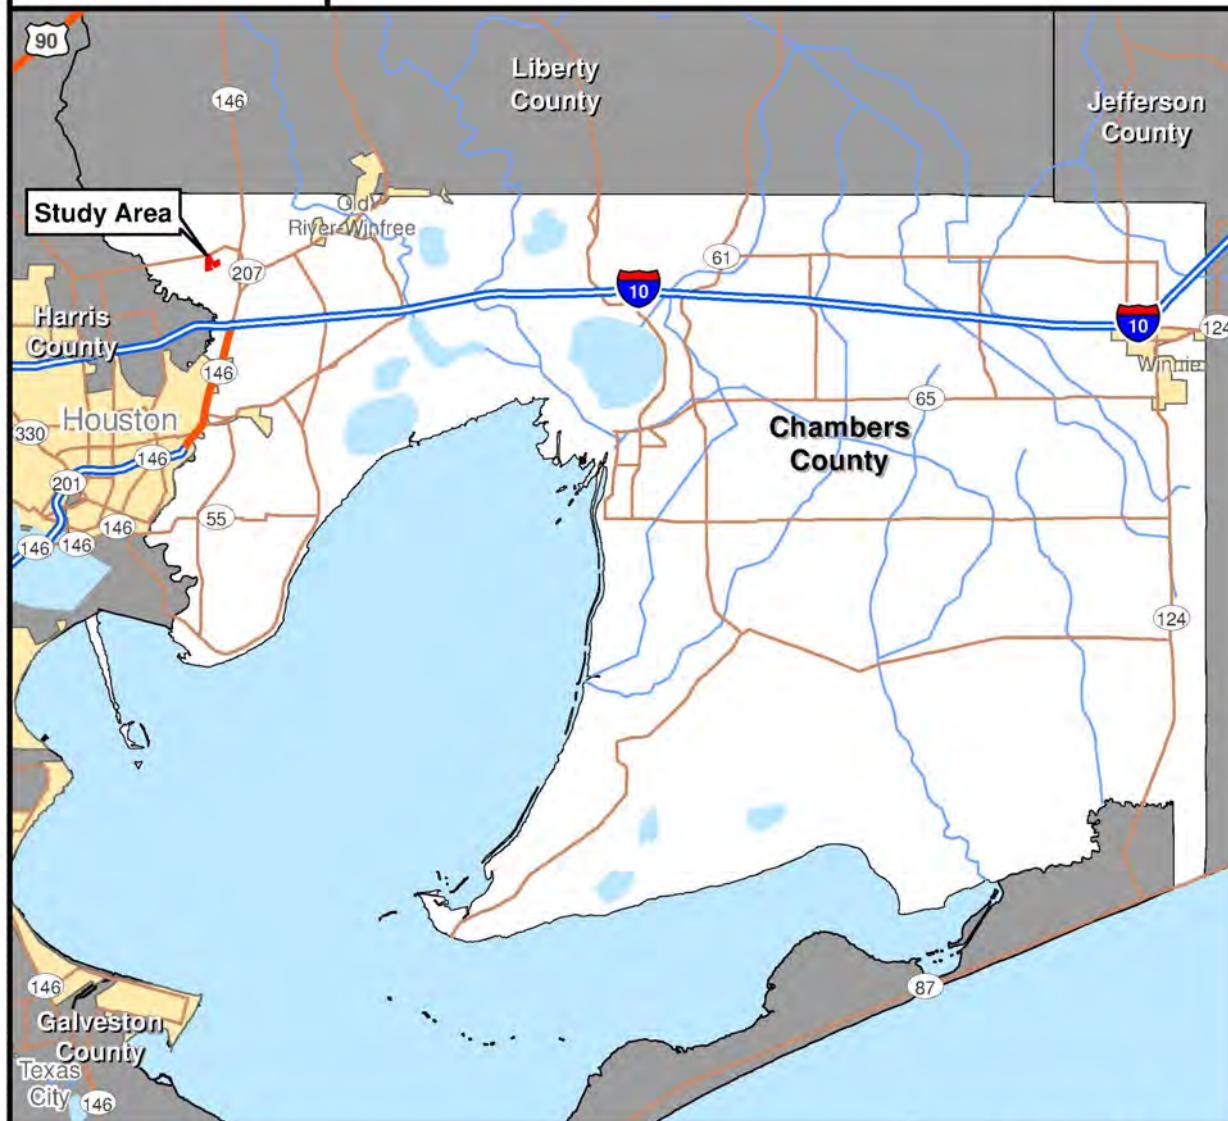 90
Liberty
County
146
Jefferson
County
Study Area
Old
River-Winfree
207
61
10
10
124
Harris
County
146
Winnie
65
Houston
330
Chambers
County
146
201
55
146
146
146
124
146
87
Galveston
County
Texas
City
146